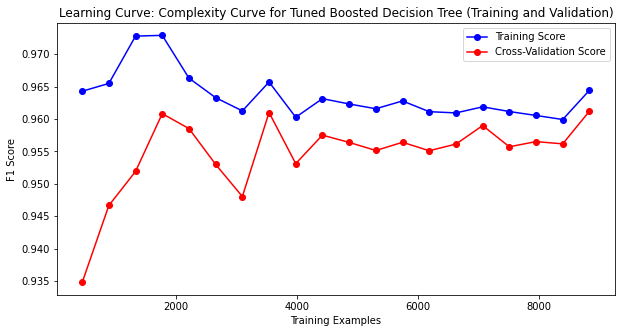 Learning Curve: Complexity Curve for Tuned Boosted Decision Tree (Training and Validation)
Training Score
Cross-Validation Score
F1 Score
0.970
0.965
0.960
0.955
0.950
0.945
0.940
0.935
2000
4000
6000
8000
Training Examples